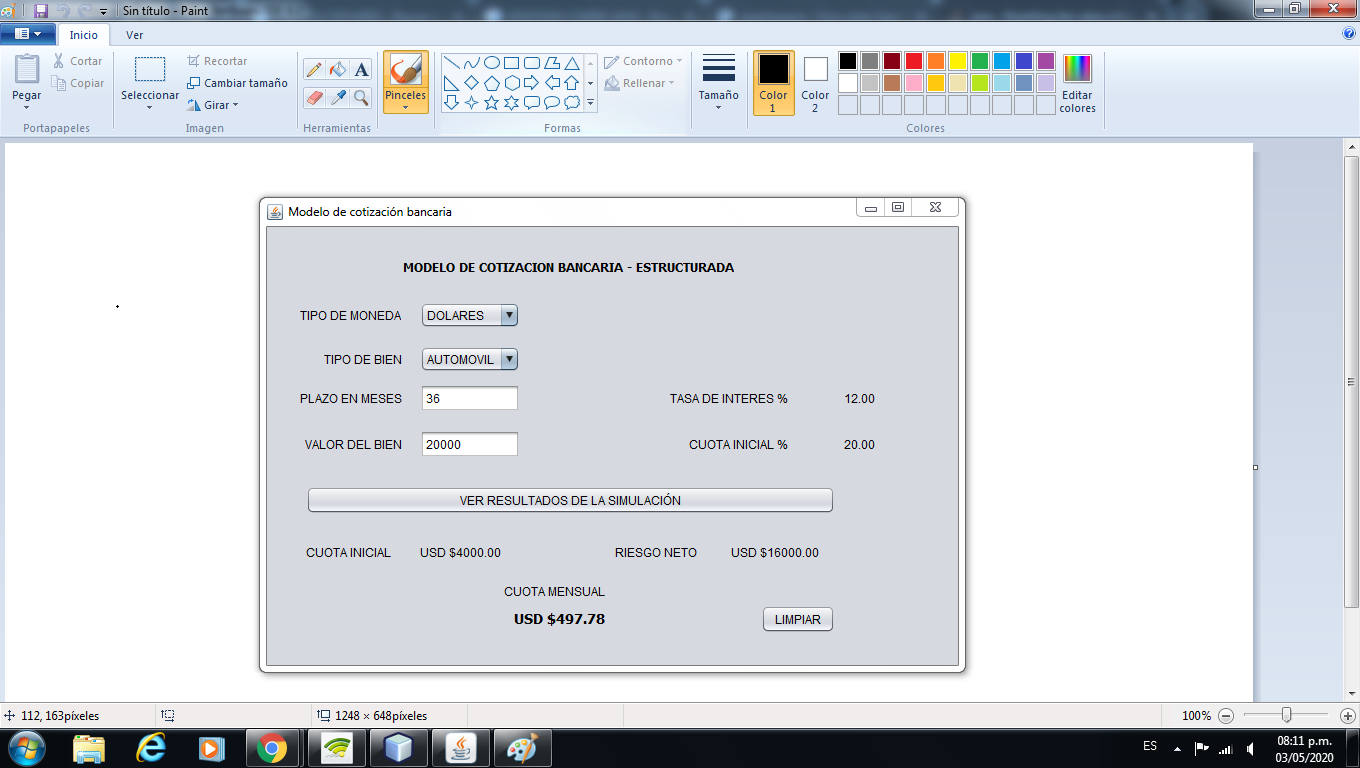 Sin título - Paint
Inicio Ver
Pegar
Cortar
Copiar
Portapapeles
Seleccionar
Recortar
Cambiar tamaño
Girar
Imagen
A
Herramientas
Pinceles
Contorno
Rellenar
Formas
Tamaño
Color 1
Color 2
Editar colores
Colores
Modelo de cotización bancaria
MODELO DE COTIZACION BANCARIA - ESTRUCTURADA
TIPO DE MONEDA DOLARES
TIPO DE BIEN AUTOMOVIL
PLAZO EN MESES 36 TASA DE INTERES % 12.00
VALOR DEL BIEN 20000 CUOTA INICIAL % 20.00
VER RESULTADOS DE LA SIMULACIÓN
CUOTA INICIAL USD $4000.00 RIESGO NETO USD $16000.00
CUOTA MENSUAL
USD $497.78 LIMPIAR
112, 163píxeles 1248 × 648píxeles 100%
ES 08:11 p.m.
03/05/2020